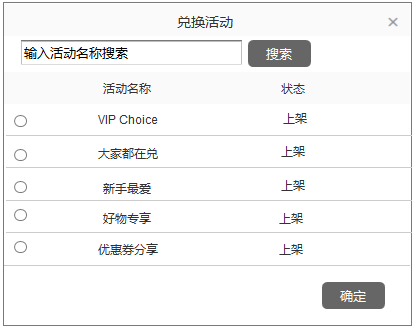 兑换活动 ×
输入活动名称搜索 搜索
活动名称 状态
VIP Choice 上架
大家都在兑 上架
新手最爱 上架
好物专享 上架
优惠券分享 上架
确定